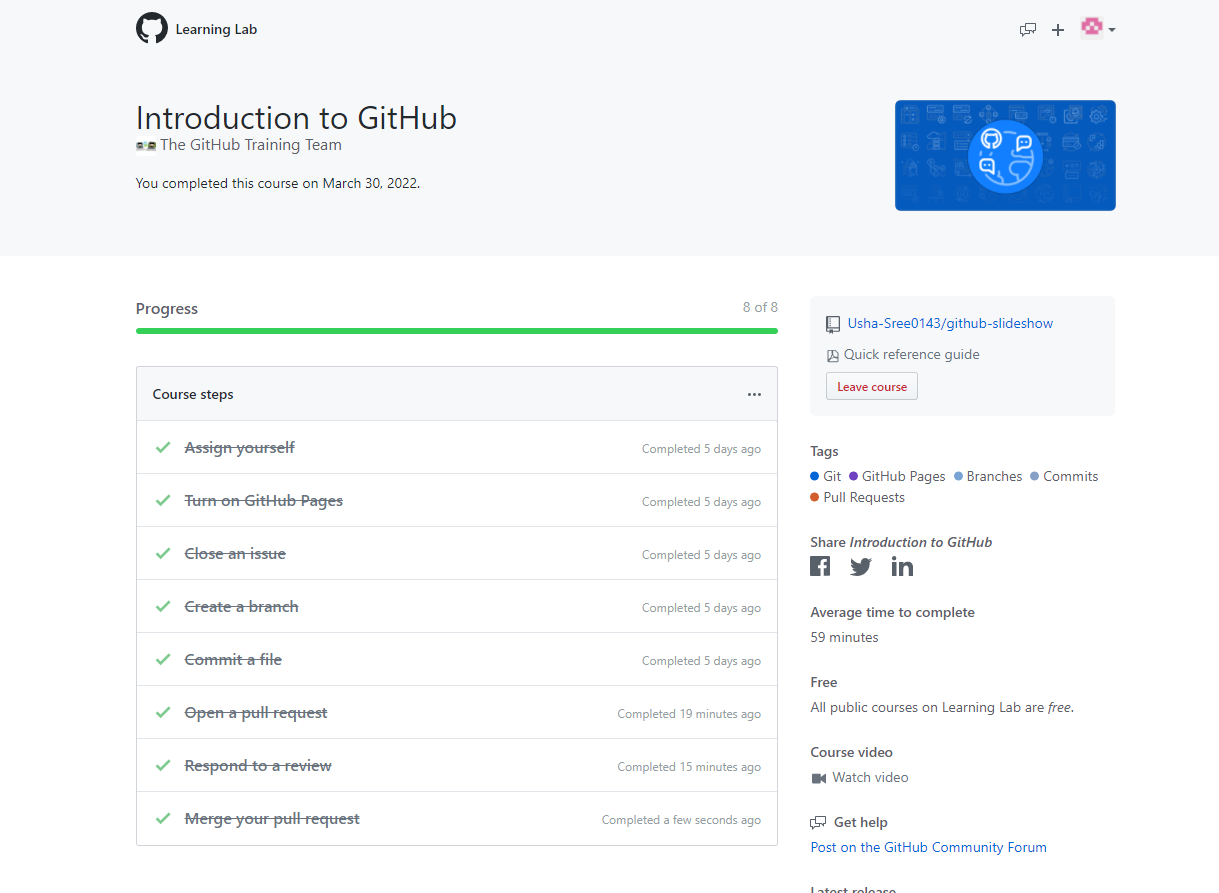 Learning Lab
Introduction to GitHub
The GitHub Training Team
You completed this course on March 30, 2022.
Progress
8 of 8
Course steps
Assign yourself
Completed 5 days ago
Turn on GitHub Pages
Completed 5 days ago
Close an issue
Completed 5 days ago
Create a branch
Completed 5 days ago
Commit a file
Completed 5 days ago
Open a pull request
Completed 19 minutes ago
Respond to a review
Completed 15 minutes ago
Merge your pull request
Completed a few seconds ago
Usha-Sree0143/github-slideshow
Quick reference guide
Leave course
Tags
Git GitHub Pages Branches Commits
Pull Requests
Share Introduction to GitHub
Average time to complete
59 minutes
Free
All public courses on Learning Lab are free.
Course video
Watch video
Get help
Post on the GitHub Community Forum
Latest release